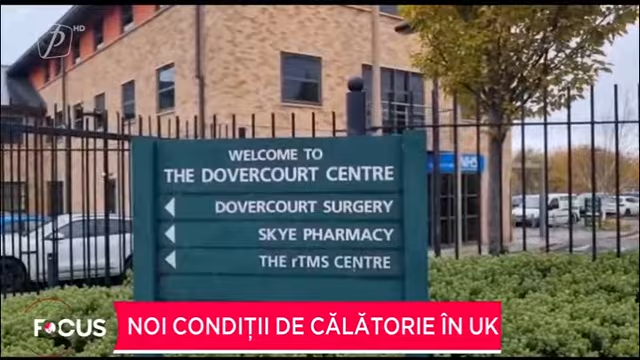 P HD
NHS
WELCOME TO
THE DOVERCOURT CENTRE
DOVERCOURT SURGERY
SKYE PHARMACY
THE rTMS CENTRE
FOCUS
NOI CONDIȚII DE CĂLĂTORIE ÎN UK